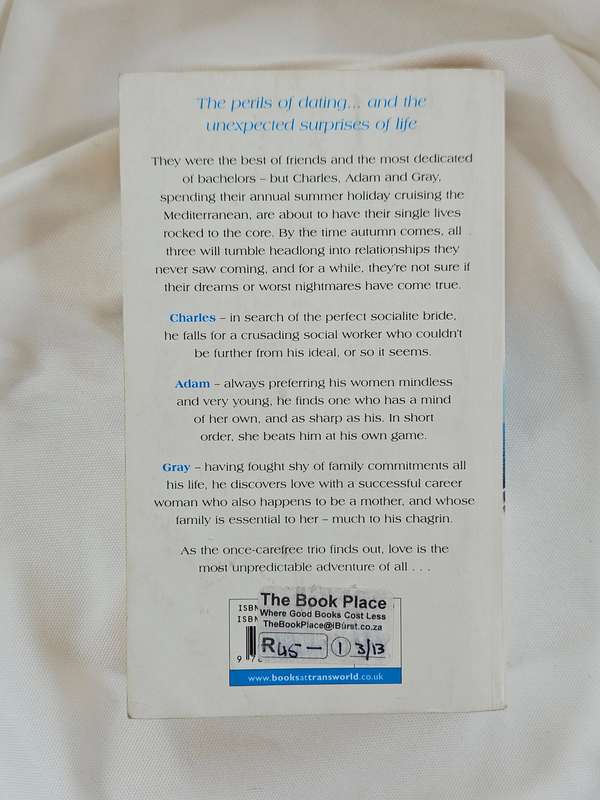 The perils of dating... and the
unexpected surprises of life
They were the best of friends and the most dedicated
of bachelors – but Charles, Adam and Gray,
spending their annual summer holiday cruising the
Mediterranean, are about to have their single lives
rocked to the core. By the time autumn comes, all
three will tumble headlong into relationships they
never saw coming, and for a while, they're not sure if
their dreams or worst nightmares have come true.
Charles – in search of the perfect socialite bride,
he falls for a crusading social worker who couldn't
be further from his ideal, or so it seems.
Adam – always preferring his women mindless
and very young, he finds one who has a mind
of her own, and as sharp as his. In short
order, she beats him at his own game.
Gray – having fought shy of family commitments all
his life, he discovers love with a successful career
woman who also happens to be a mother, and whose
family is essential to her – much to his chagrin.
As the once-carefree trio finds out, love is the
most unpredictable adventure of all . . .
ISBN
ISBN
The Book Place
Where Good Books Cost Less
TheBookPlace@iBurst.co.za
R45 – 1 3/13
9 7
www.booksattransworld.co.uk